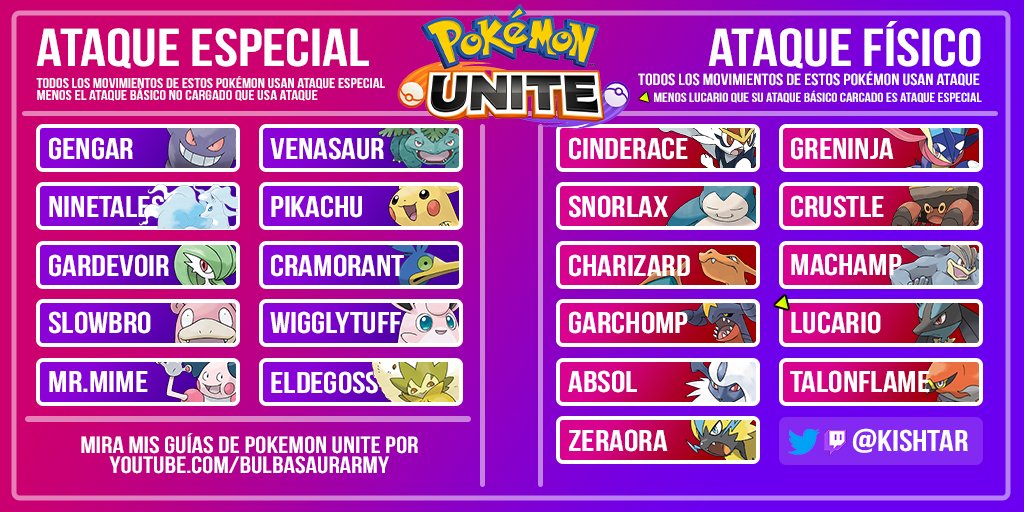 ATAQUE ESPECIAL
TODOS LOS MOVIMIENTOS DE ESTOS POKÉMON USAN ATAQUE ESPECIAL
MENOS EL ATAQUE BÁSICO NO CARGADO QUE USA ATAQUE
POKÉMON
UNITE
ATAQUE FÍSICO
TODOS LOS MOVIMIENTOS DE ESTOS POKÉMON USAN ATAQUE
MENOS LUCARIO QUE SU ATAQUE BÁSICO CARCADO ES ATAQUE ESPECIAL
GENGAR
VENASAUR
NINETALES
PIKACHU
GARDEVOIR
CRAMORANT
SLOWBRO
WIGGLYTUFF
MR.MIME
ELDEGOSS
MIRA MIS GUÍAS DE POKEMON UNITE POR
YOUTUBE.COM/BULBASAURARMY
CINDERACE
GRENINJA
SNORLAX
CRUSTLE
CHARIZARD
MACHAMP
GARCHOMP
LUCARIO
ABSOL
TALONFLAME
ZERAORA
@KISHTAR